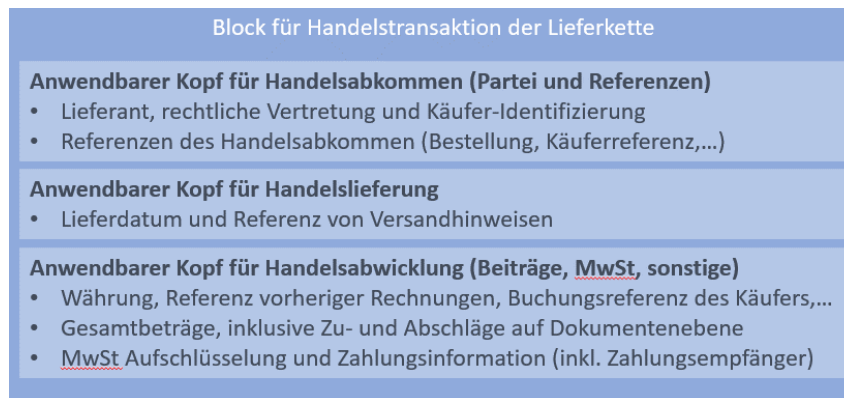 Block für Handelstransaktion der Lieferkette
Anwendbarer Kopf für Handelsabkommen (Partei und Referenzen)
• Lieferant, rechtliche Vertretung und Käufer-Identifizierung
• Referenzen des Handelsabkommen (Bestellung, Käuferreferenz,...)
Anwendbarer Kopf für Handelslieferung
• Lieferdatum und Referenz von Versandhinweisen
Anwendbarer Kopf für Handelsabwicklung (Beiträge, MwSt, sonstige)
• Währung, Referenz vorheriger Rechnungen, Buchungsreferenz des Käufers,...
• Gesamtbeträge, inklusive Zu- und Abschläge auf Dokumentenebene
• MwSt Aufschlüsselung und Zahlungsinformation (inkl. Zahlungsempfänger)